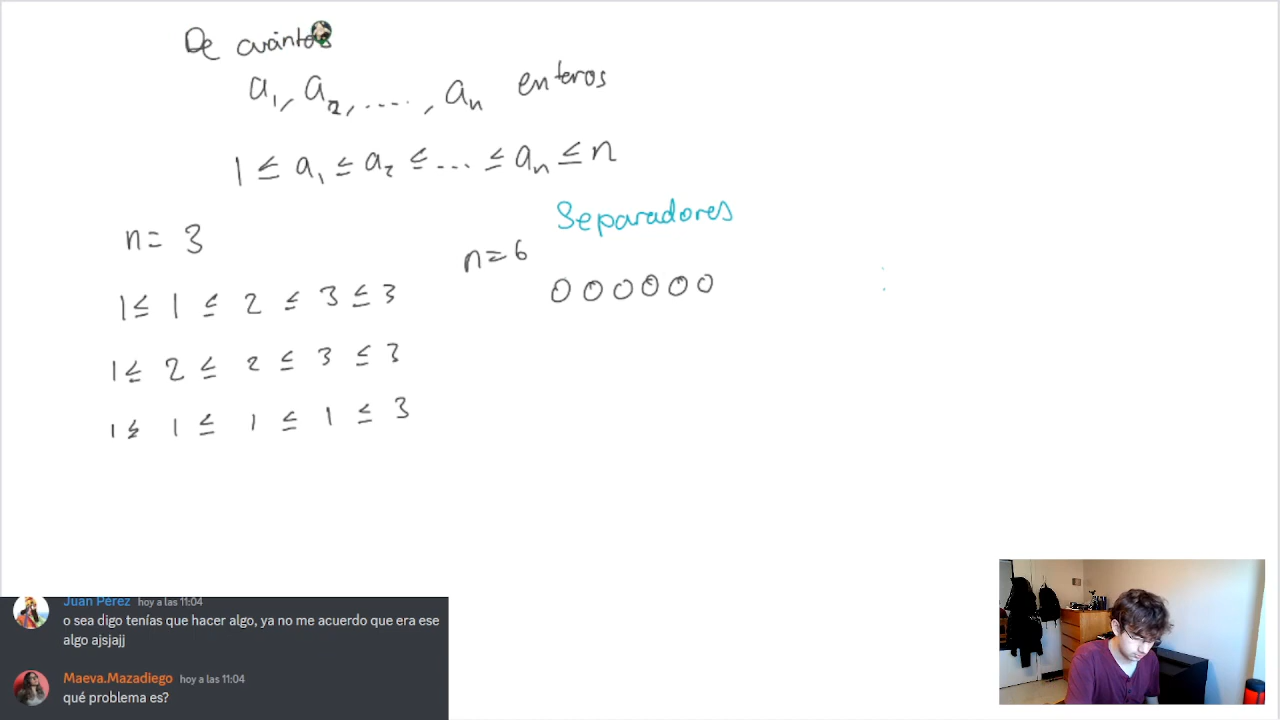 De cuántos
a₁, a₂, ...., aₙ enteros
1 ≤ a₁ ≤ a₂ ≤ ... ≤ aₙ ≤ n
Separadores
n = 3
n = 6
0 0 0 0 0 0
1 ≤ 1 ≤ 2 ≤ 3 ≤ 3
1 ≤ 2 ≤ 2 ≤ 3 ≤ 3
1 ≤ 1 ≤ 1 ≤ 1 ≤ 3
Juan Pérez hoy a las 11:04
o sea digo tenías que hacer algo, ya no me acuerdo que era ese
algo ajsjajj
Maeva.Mazadiego hoy a las 11:04
qué problema es?